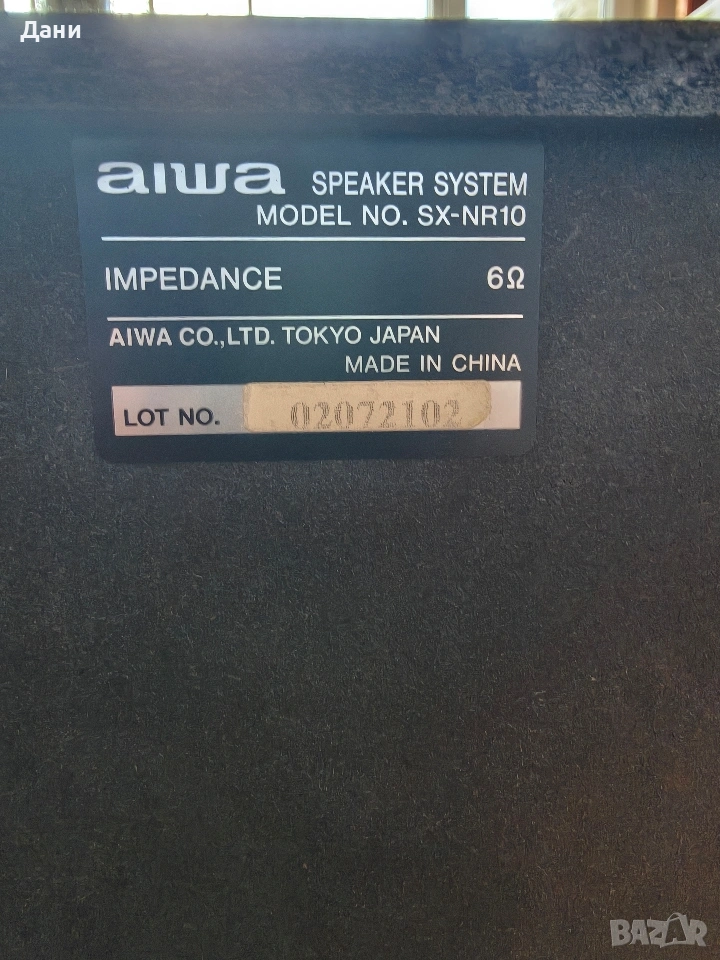 Дани
aiwa SPEAKER SYSTEM
MODEL NO. SX-NR10
IMPEDANCE 6Ω
AIWA CO.,LTD. TOKYO JAPAN
MADE IN CHINA
LOT NO. 02072102
BAZAR